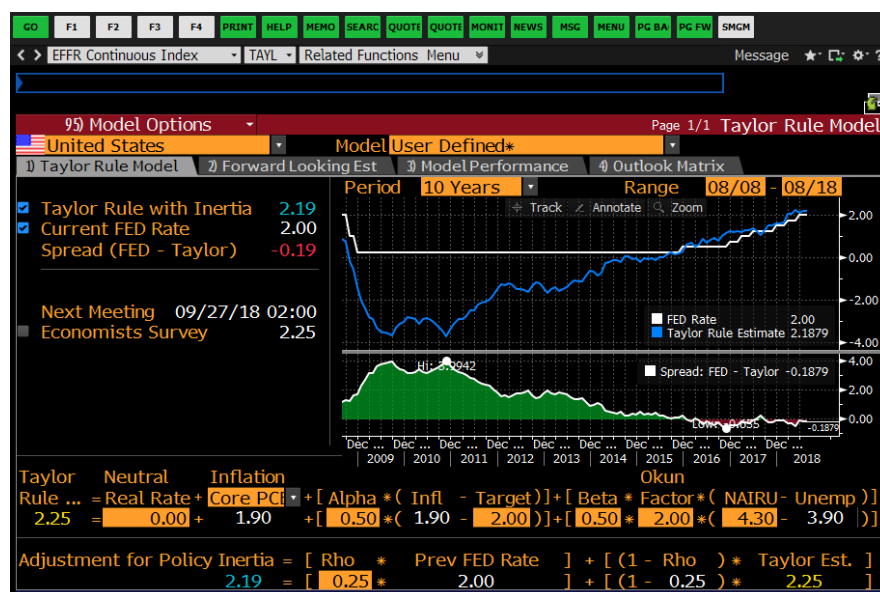 GO F1 F2 F3 F4 PRINT HELP MEMO SEARC QUOTE QUOTE MONIT NEWS MSG MENU PG BA PG FW SMGM
< > EFFR Continuous Index TAYL Related Functions Menu Message
95) Model Options Page 1/1 Taylor Rule Model
United States Model User Defined*
1) Taylor Rule Model 2) Forward Looking Est 3) Model Performance 4) Outlook Matrix
Period 10 Years Range 08/08 - 08/18
Track Annotate Zoom
Taylor Rule with Inertia 2.19
Current FED Rate 2.00
Spread (FED - Taylor) -0.19
Next Meeting 09/27/18 02:00
Economists Survey 2.25
2.00
0.00
-2.00
-4.00
FED Rate 2.00
Taylor Rule Estimate 2.1879
4.00
2.00
0.00
Hi: 3.9942
Spread: FED - Taylor -0.1879
-0.1879
Dec ... Dec ... Dec ... Dec ... Dec ... Dec ... Dec ... Dec ... Dec ... Dec ...
2009 2010 2011 2012 2013 2014 2015 2016 2017 2018
Taylor Neutral Inflation Okun
Rule ... = Real Rate + Core PCE + [ Alpha * ( Infl - Target )] + [ Beta * Factor * ( NAIRU - Unemp )]
2.25 = 0.00 + 1.90 + [ 0.50 * ( 1.90 - 2.00 )] + [ 0.50 * 2.00 * ( 4.30 - 3.90 )]
Adjustment for Policy Inertia = [ Rho * Prev FED Rate ] + [ (1 - Rho ) * Taylor Est. ]
2.19 = [ 0.25 * 2.00 ] + [ (1 - 0.25 ) * 2.25 ]